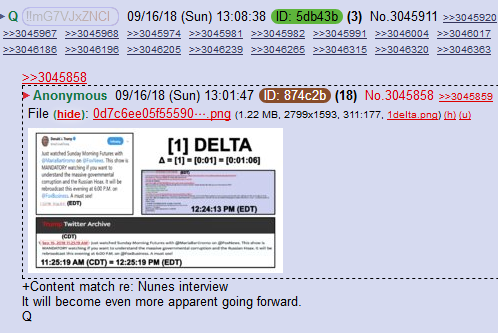 Q !!mG7VJxZNCI 09/16/18 (Sun) 13:08:38 ID: 5db43b (3) No.3045911 >>3045920
>>3045967 >>3045968 >>3045974 >>3045981 >>3045982 >>3045991 >>3046004 >>3046017
>>3046186 >>3046196 >>3046205 >>3046239 >>3046265 >>3046315 >>3046320 >>3046363
>>3045858
Anonymous 09/16/18 (Sun) 13:01:47 ID: 874c2b (18) No.3045858 >>3045859
File (hide): 0d7c6ee05f55590⋯.png (1.22 MB, 2799x1593, 311:177, 1delta.png) (h) (u)
Donald J. Trump
Just watched Sunday Morning Futures with
@MariaBartiromo on @FoxNews. This show is
MANDATORY watching if you want to
understand the massive governmental
corruption and the Russian Hoax. It will be
rebroadcast this evening at 6:00 P.M. on
@FoxBusiness. A must see!
(EDT)
[1] DELTA
Δ = [1] = [0:01] = [0:01:06]
(EDT)
12:24:13 PM (EDT)
Trump Twitter Archive
(CDT)
Just watched Sunday Morning Futures with @MariaBartiromo on @FoxNews. This show is
MANDATORY watching if you want to understand the massive governmental corruption and the Russian Hoax. It will be
rebroadcast this evening at 6:00 P.M. on @FoxBusiness. A must see!
11:25:19 AM (CDT) = 12:25:19 PM (EDT)
+Content match re: Nunes interview
It will become even more apparent going forward.
Q